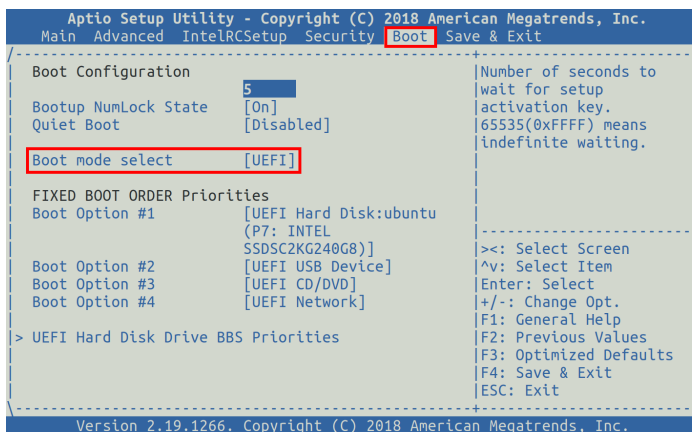 Aptio Setup Utility - Copyright (C) 2018 American Megatrends, Inc.
Main Advanced IntelRCSetup Security Boot Save & Exit
/----------------------------------------------------+------------------------
Boot Configuration |Number of seconds to
5 |wait for setup
Bootup NumLock State [On] |activation key.
Quiet Boot [Disabled] |65535(0xFFFF) means
|indefinite waiting.
Boot mode select [UEFI] |
FIXED BOOT ORDER Priorities |
Boot Option #1 [UEFI Hard Disk:ubuntu |
(P7: INTEL |------------------------
SSDSC2KG240G8)] |><: Select Screen
|^v: Select Item
Boot Option #2 [UEFI USB Device] |Enter: Select
Boot Option #3 [UEFI CD/DVD] |+/-: Change Opt.
Boot Option #4 [UEFI Network] |F1: General Help
> UEFI Hard Disk Drive BBS Priorities |F2: Previous Values
|F3: Optimized Defaults
|F4: Save & Exit
|ESC: Exit
\----------------------------------------------------+------------------------
Version 2.19.1266. Copyright (C) 2018 American Megatrends, Inc.